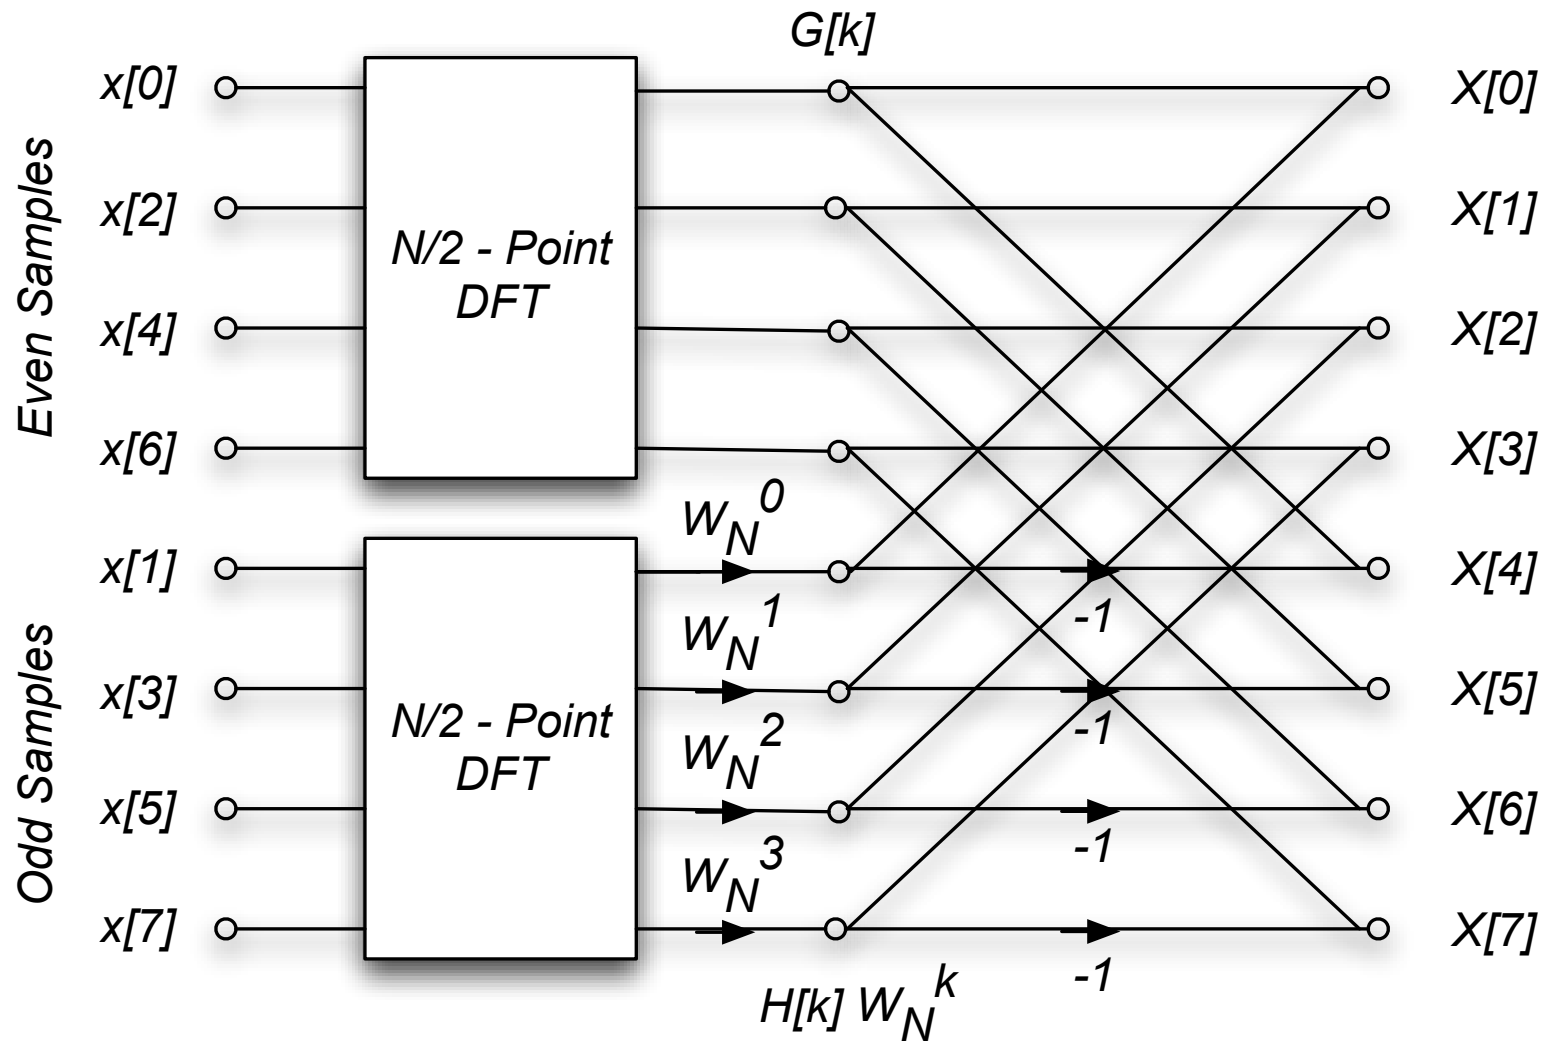 G[k]
x[0]
X[0]
Even Samples
x[2]
X[1]
N/2 - Point
DFT
x[4]
X[2]
x[6]
X[3]
W_N^0
x[1]
X[4]
-1
W_N^1
Odd Samples
x[3]
X[5]
N/2 - Point
DFT
-1
W_N^2
x[5]
X[6]
-1
W_N^3
x[7]
X[7]
-1
H[k] W_N^k